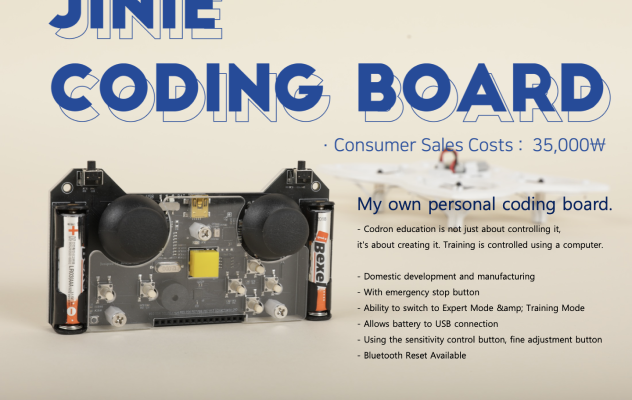 JINIE
CODING BOARD
· Consumer Sales Costs : 35,000₩
My own personal coding board.
- Codron education is not just about controlling it,
it's about creating it. Training is controlled using a computer.
- Domestic development and manufacturing
- With emergency stop button
- Ability to switch to Expert Mode &amp; Training Mode
- Allows battery to USB connection
- Using the sensitivity control button, fine adjustment button
- Bluetooth Reset Available
Bexel